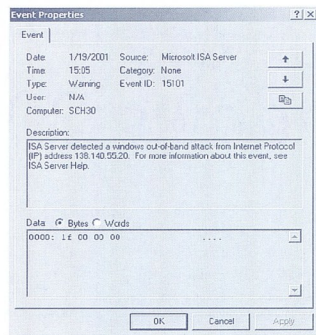 Event Properties ? ×
Event
Date: 1/19/2001 Source: Microsoft ISA Server
Time: 15:05 Category: None
Type: Warning Event ID: 15101
User: N/A
Computer: SCH30
Description:
ISA Server detected a windows out-of-band attack from Internet Protocol
(IP) address 138.140.55.20. For more information about this event, see
ISA Server Help.
Data: Bytes Words
0000: 1f 00 00 00 ....
OK Cancel Apply